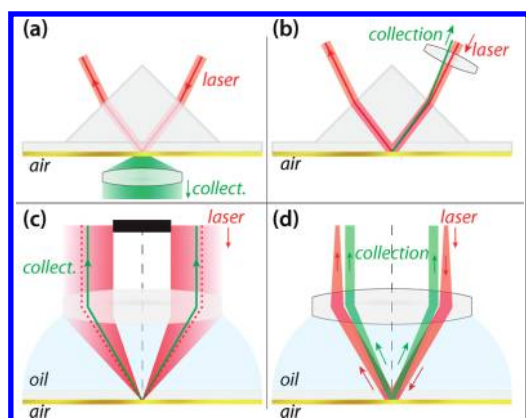 (a)
laser
air
collect.
(b)
collection
laser
air
(c)
laser
collect.
oil
air
(d)
laser
collection
oil
air